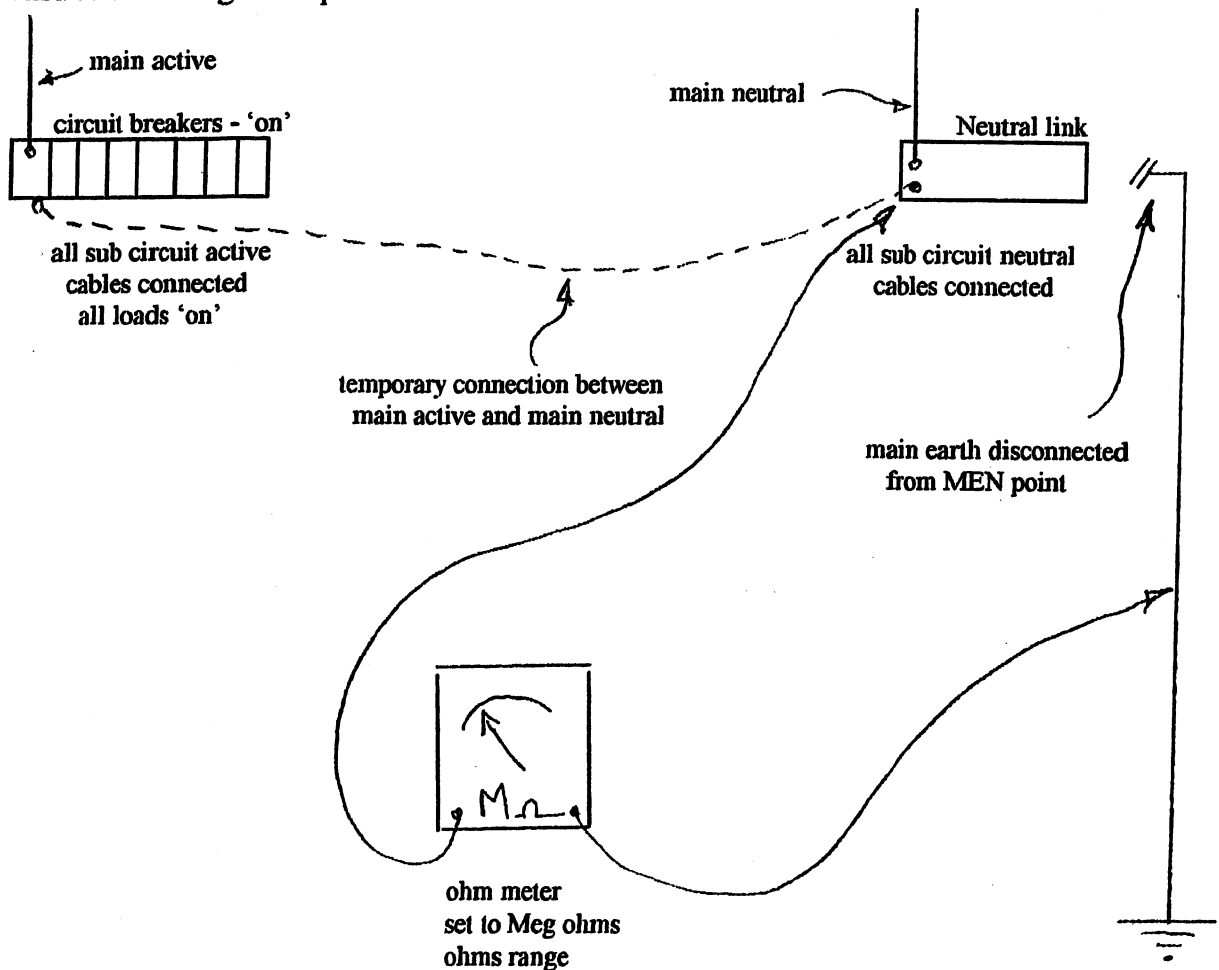 main active
circuit breakers - 'on'
main neutral
Neutral link
all sub circuit active
cables connected
all loads 'on'
all sub circuit neutral
cables connected
temporary connection between
main active and main neutral
main earth disconnected
from MEN point
MΩ
ohm meter
set to Meg ohms
ohms range